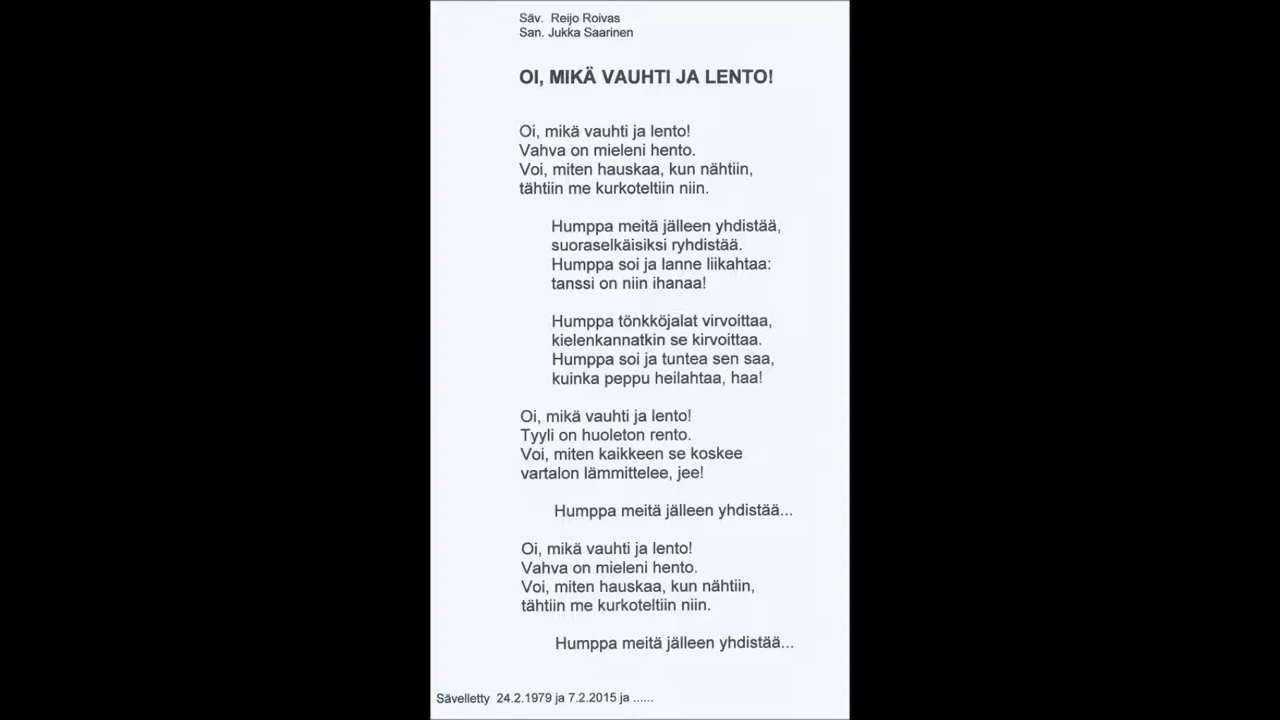 Säv. Reijo Roivas
San. Jukka Saarinen
OI, MIKÄ VAUHTI JA LENTO!
Oi, mikä vauhti ja lento!
Vahva on mieleni hento.
Voi, miten hauskaa, kun nähtiin,
tähtiin me kurkoteltiin niin.
Humppa meitä jälleen yhdistää,
suoraselkäisiksi ryhdistää.
Humppa soi ja lanne liikahtaa:
tanssi on niin ihanaa!
Humppa tönkköjalat virvoittaa,
kielenkannatkin se kirvoittaa.
Humppa soi ja tuntea sen saa,
kuinka peppu heilahtaa, haa!
Oi, mikä vauhti ja lento!
Tyyli on huoleton rento.
Voi, miten kaikkeen se koskee
vartalon lämmittelee, jee!
Humppa meitä jälleen yhdistää...
Oi, mikä vauhti ja lento!
Vahva on mieleni hento.
Voi, miten hauskaa, kun nähtiin,
tähtiin me kurkoteltiin niin.
Humppa meitä jälleen yhdistää...
Sävelletty 24.2.1979 ja 7.2.2015 ja ......